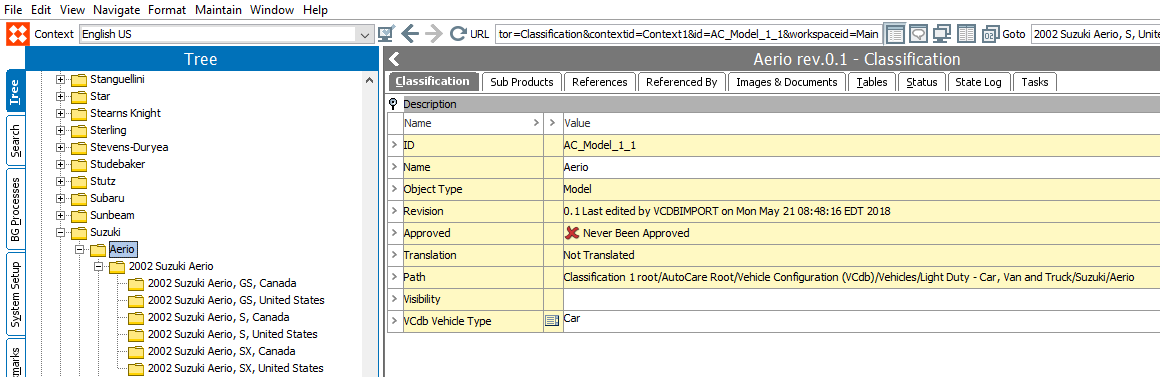 File Edit View Navigate Format Maintain Window Help
Context English US URL tor=Classification&contextid=Context1&id=AC_Model_1_1&workspaceid=Main Goto 2002 Suzuki Aerio, S, Unite
Tree
Tree
Search
BG Processes
System Setup
marks
Stanguellini
Star
Stearns Knight
Sterling
Stevens-Duryea
Studebaker
Stutz
Subaru
Sunbeam
Suzuki
Aerio
2002 Suzuki Aerio
2002 Suzuki Aerio, GS, Canada
2002 Suzuki Aerio, GS, United States
2002 Suzuki Aerio, S, Canada
2002 Suzuki Aerio, S, United States
2002 Suzuki Aerio, SX, Canada
2002 Suzuki Aerio, SX, United States
Aerio rev.0.1 - Classification
Classification Sub Products References Referenced By Images & Documents Tables Status State Log Tasks
Description
Name > > Value
> ID AC_Model_1_1
> Name Aerio
> Object Type Model
> Revision 0.1 Last edited by VCDBIMPORT on Mon May 21 08:48:16 EDT 2018
> Approved Never Been Approved
> Translation Not Translated
> Path Classification 1 root/AutoCare Root/Vehicle Configuration (VCdb)/Vehicles/Light Duty - Car, Van and Truck/Suzuki/Aerio
> Visibility
> VCdb Vehicle Type Car